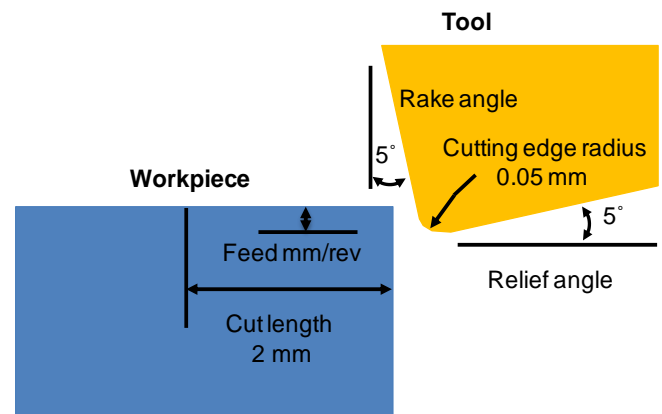 Tool
Rake angle
5°
Cutting edge radius
0.05 mm
Workpiece
5°
Feed mm/rev
Relief angle
Cut length
2 mm